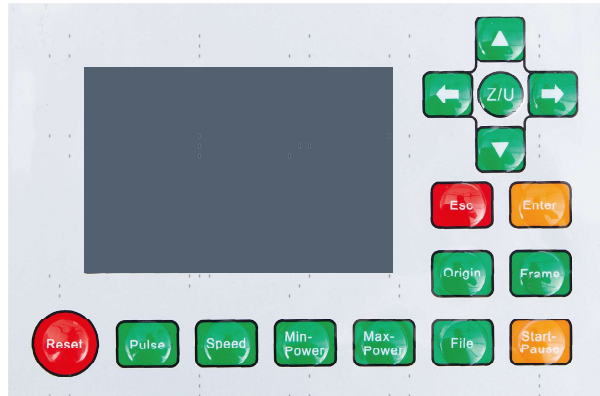 Z/U
Esc
Enter
Origin
Frame
Reset
Pulse
Speed
Min-
Power
Max-
Power
File
Start-
Pause